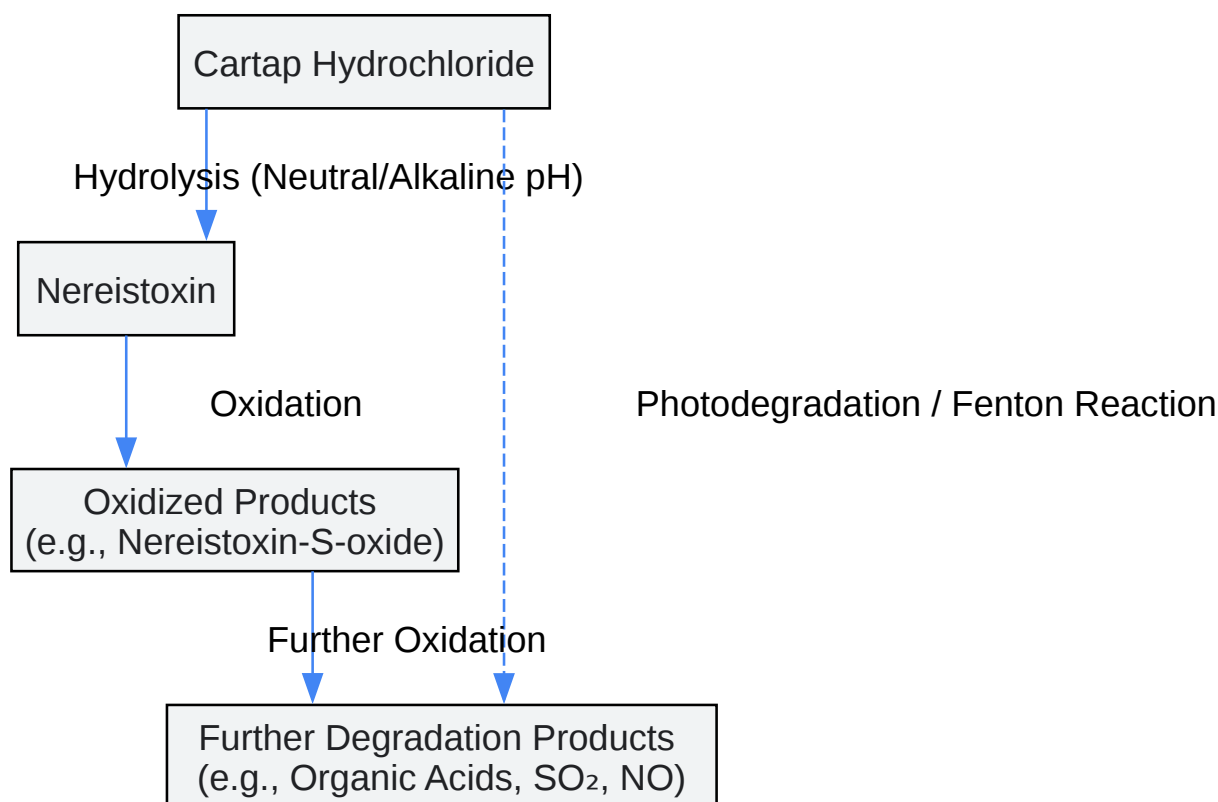 Cartap Hydrochloride
Hydrolysis (Neutral/Alkaline pH)
Nereistoxin
Oxidation
Photodegradation / Fenton Reaction
Oxidized Products
(e.g., Nereistoxin-S-oxide)
Further Oxidation
Further Degradation Products
(e.g., Organic Acids, SO₂, NO)